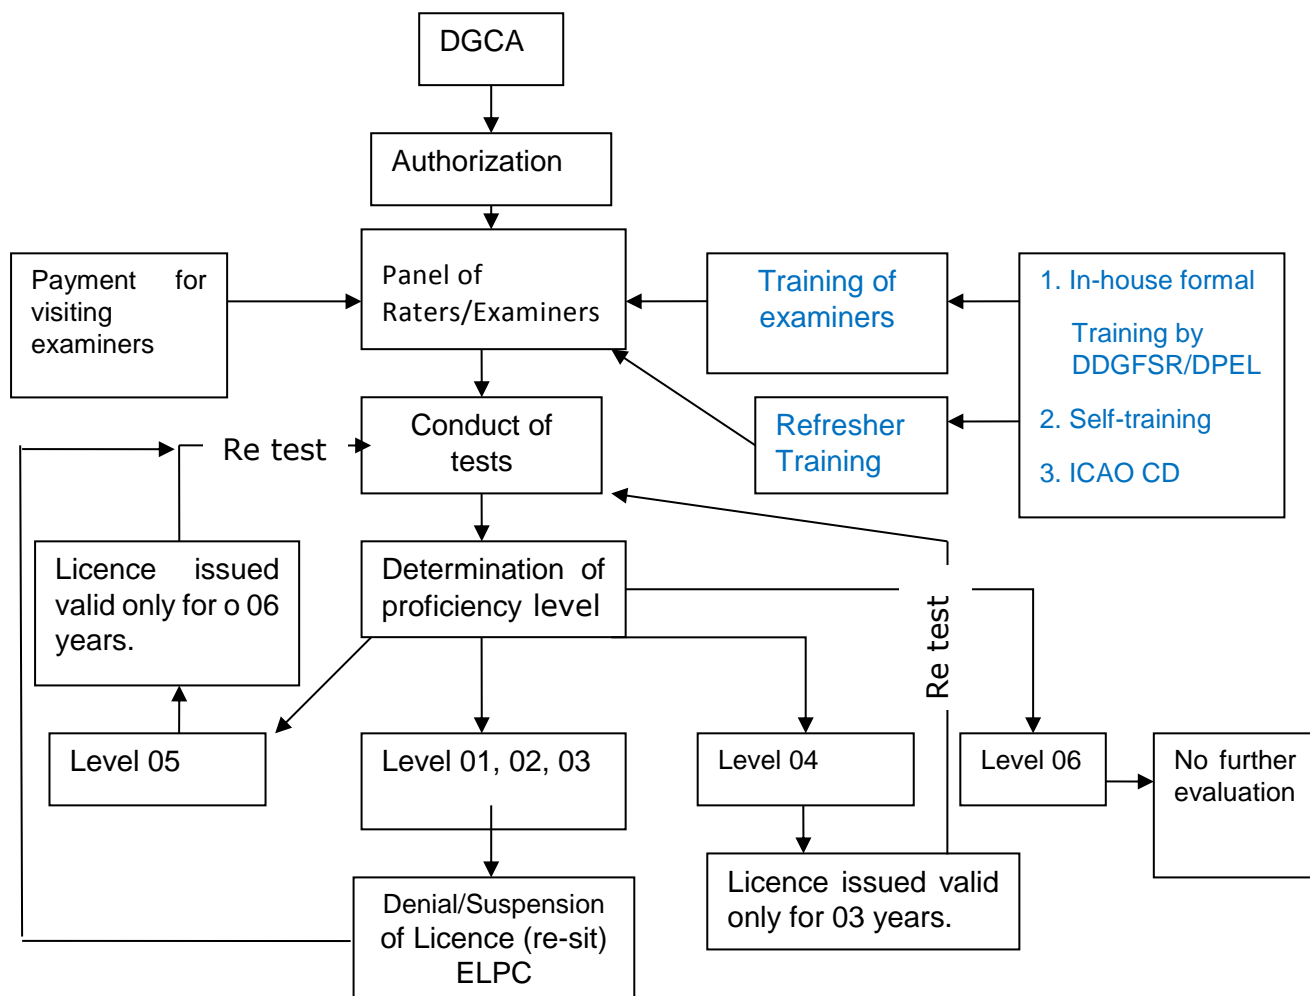 DGCA
Authorization
Payment for
visiting
examiners
Panel of
Raters/Examiners
Training of
examiners
1. In-house formal
Training by
DDGFSR/DPEL
2. Self-training
3. ICAO CD
Refresher
Training
Re test
Conduct of
tests
Licence issued
valid only for o 06
years.
Determination of
proficiency level
Re test
Level 05
Level 01, 02, 03
Level 04
Level 06
No further
evaluation
Denial/Suspension
of Licence (re-sit)
ELPC
Licence issued valid
only for 03 years.